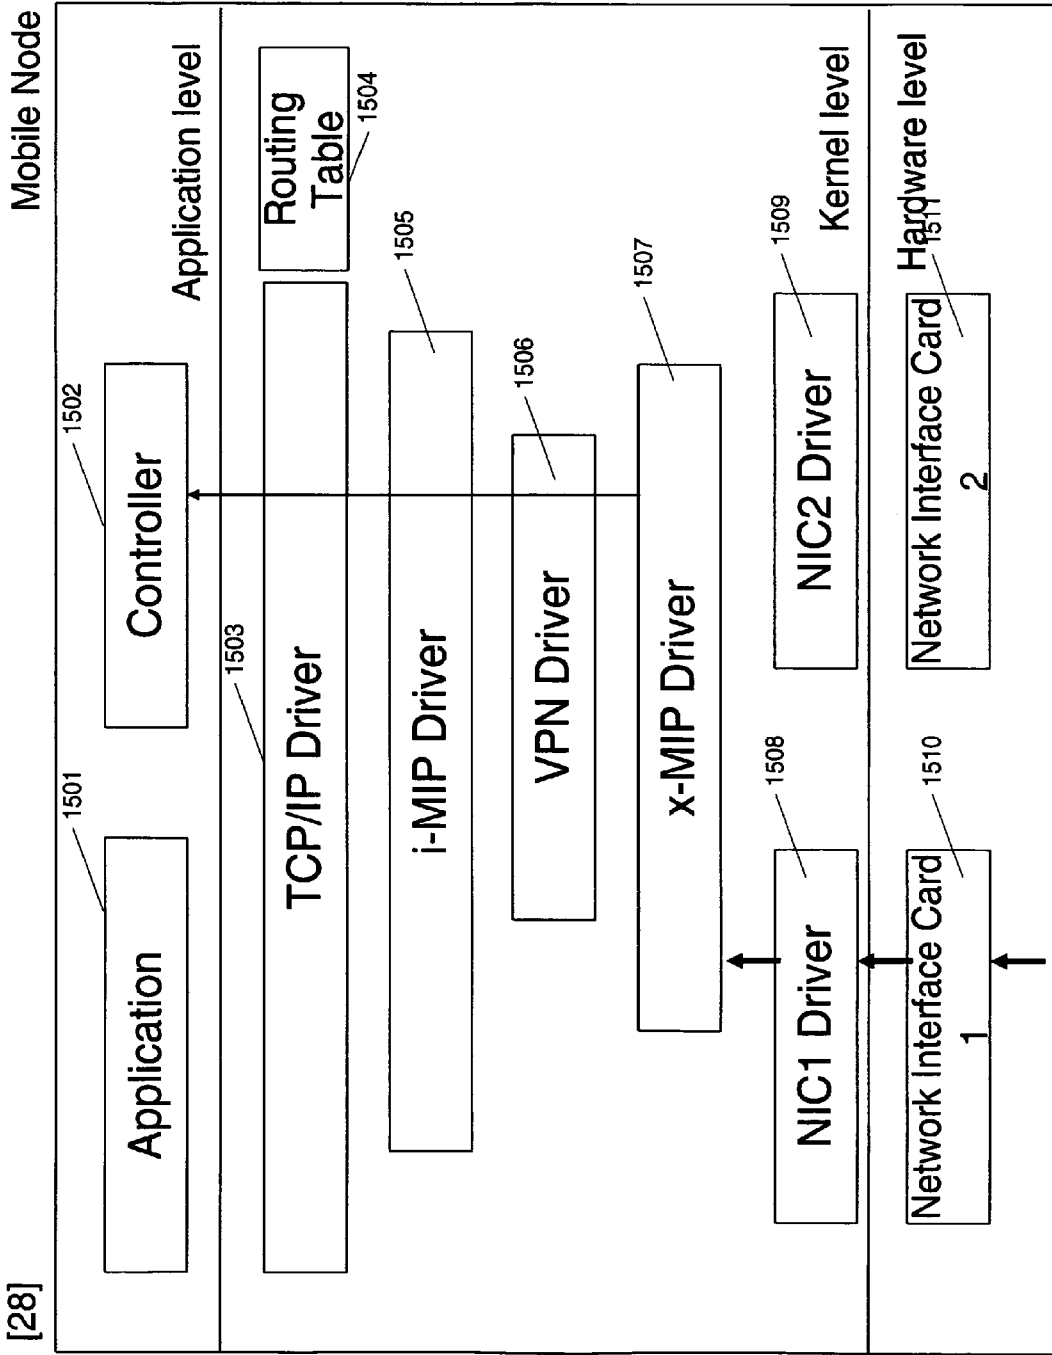 [28]
Mobile Node
1501
1502
Application
Controller
Application level
1503
TCP/IP Driver
Routing
Table
1504
1505
i-MIP Driver
1506
VPN Driver
1507
x-MIP Driver
1508
1509
NIC1 Driver
NIC2 Driver
Kernel level
1510
1511
Hardware level
Network Interface Card
1
Network Interface Card
2